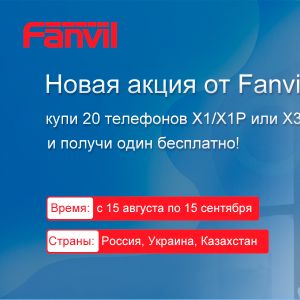 Fanvil
Новая акция от Fanvi
купи 20 телефонов X1/X1P или X3
и получи один бесплатно!
Время: с 15 августа по 15 сентября
Страны: Россия, Украина, Казахстан